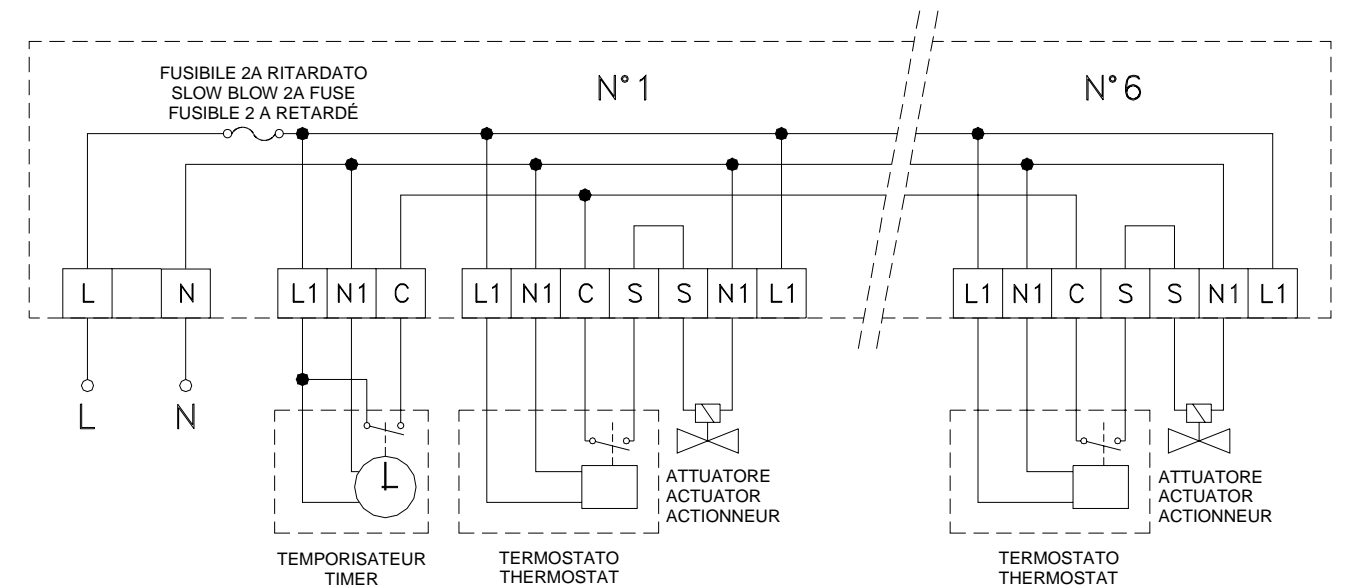 FUSIBILE 2A RITARDATO
SLOW BLOW 2A FUSE
FUSIBLE 2 A RETARDÉ
N° 1
N° 6
L N
L1 N1 C
L1 N1 C S S N1 L1
L1 N1 C S S N1 L1
L
N
ATTUATORE
ACTUATOR
ACTIONNEUR
ATTUATORE
ACTUATOR
ACTIONNEUR
TEMPORISATEUR
TIMER
TERMOSTATO
THERMOSTAT
TERMOSTATO
THERMOSTAT